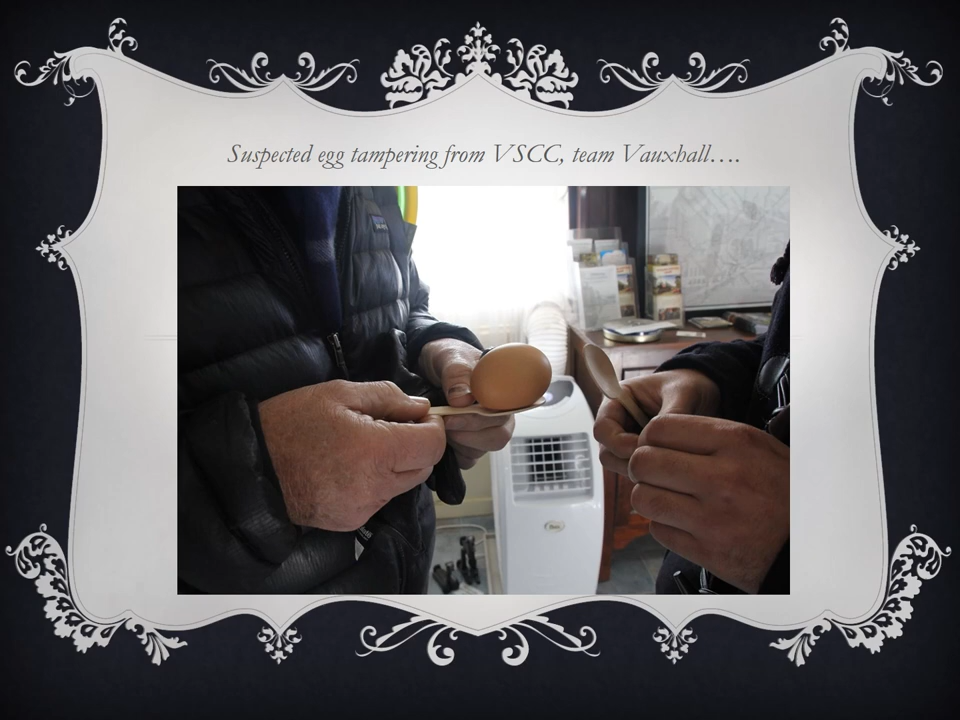 Suspected egg tampering from VSCC, team Vauxhall….